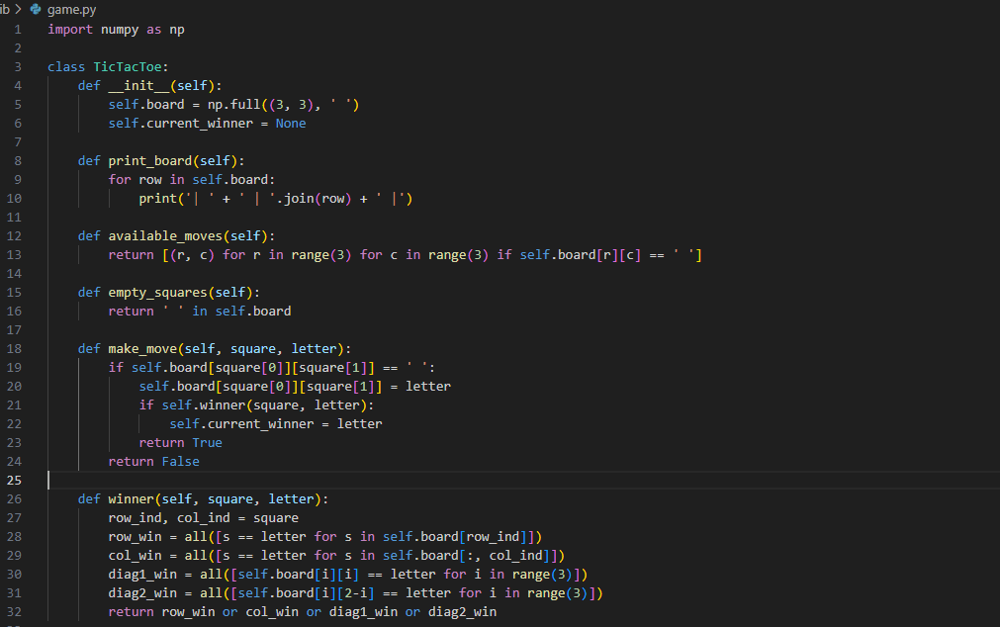 ib > game.py
1 import numpy as np
2
3 class TicTacToe:
4     def __init__(self):
5         self.board = np.full((3, 3), ' ')
6         self.current_winner = None
7
8     def print_board(self):
9         for row in self.board:
10             print('| ' + ' | '.join(row) + ' |')
11
12     def available_moves(self):
13         return [(r, c) for r in range(3) for c in range(3) if self.board[r][c] == ' ']
14
15     def empty_squares(self):
16         return ' ' in self.board
17
18     def make_move(self, square, letter):
19         if self.board[square[0]][square[1]] == ' ':
20             self.board[square[0]][square[1]] = letter
21             if self.winner(square, letter):
22                 self.current_winner = letter
23             return True
24         return False
25
26     def winner(self, square, letter):
27         row_ind, col_ind = square
28         row_win = all([s == letter for s in self.board[row_ind]])
29         col_win = all([s == letter for s in self.board[:, col_ind]])
30         diag1_win = all([self.board[i][i] == letter for i in range(3)])
31         diag2_win = all([self.board[i][2-i] == letter for i in range(3)])
32         return row_win or col_win or diag1_win or diag2_win